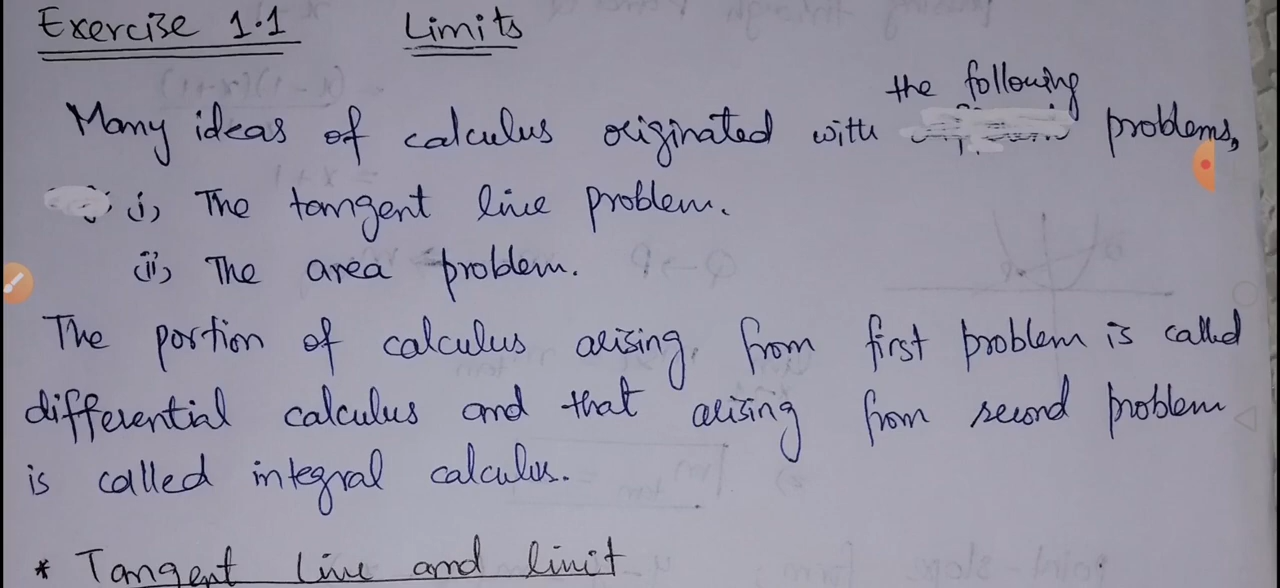 Exercise 1.1 Limits
the following
Many ideas of calculus originated with problems,
i, The tangent line problem.
(ii, The area problem.
The portion of calculus arising from first problem is called
differential calculus and that arising from second problem
is called integral calculus.
* Tangent line and limit